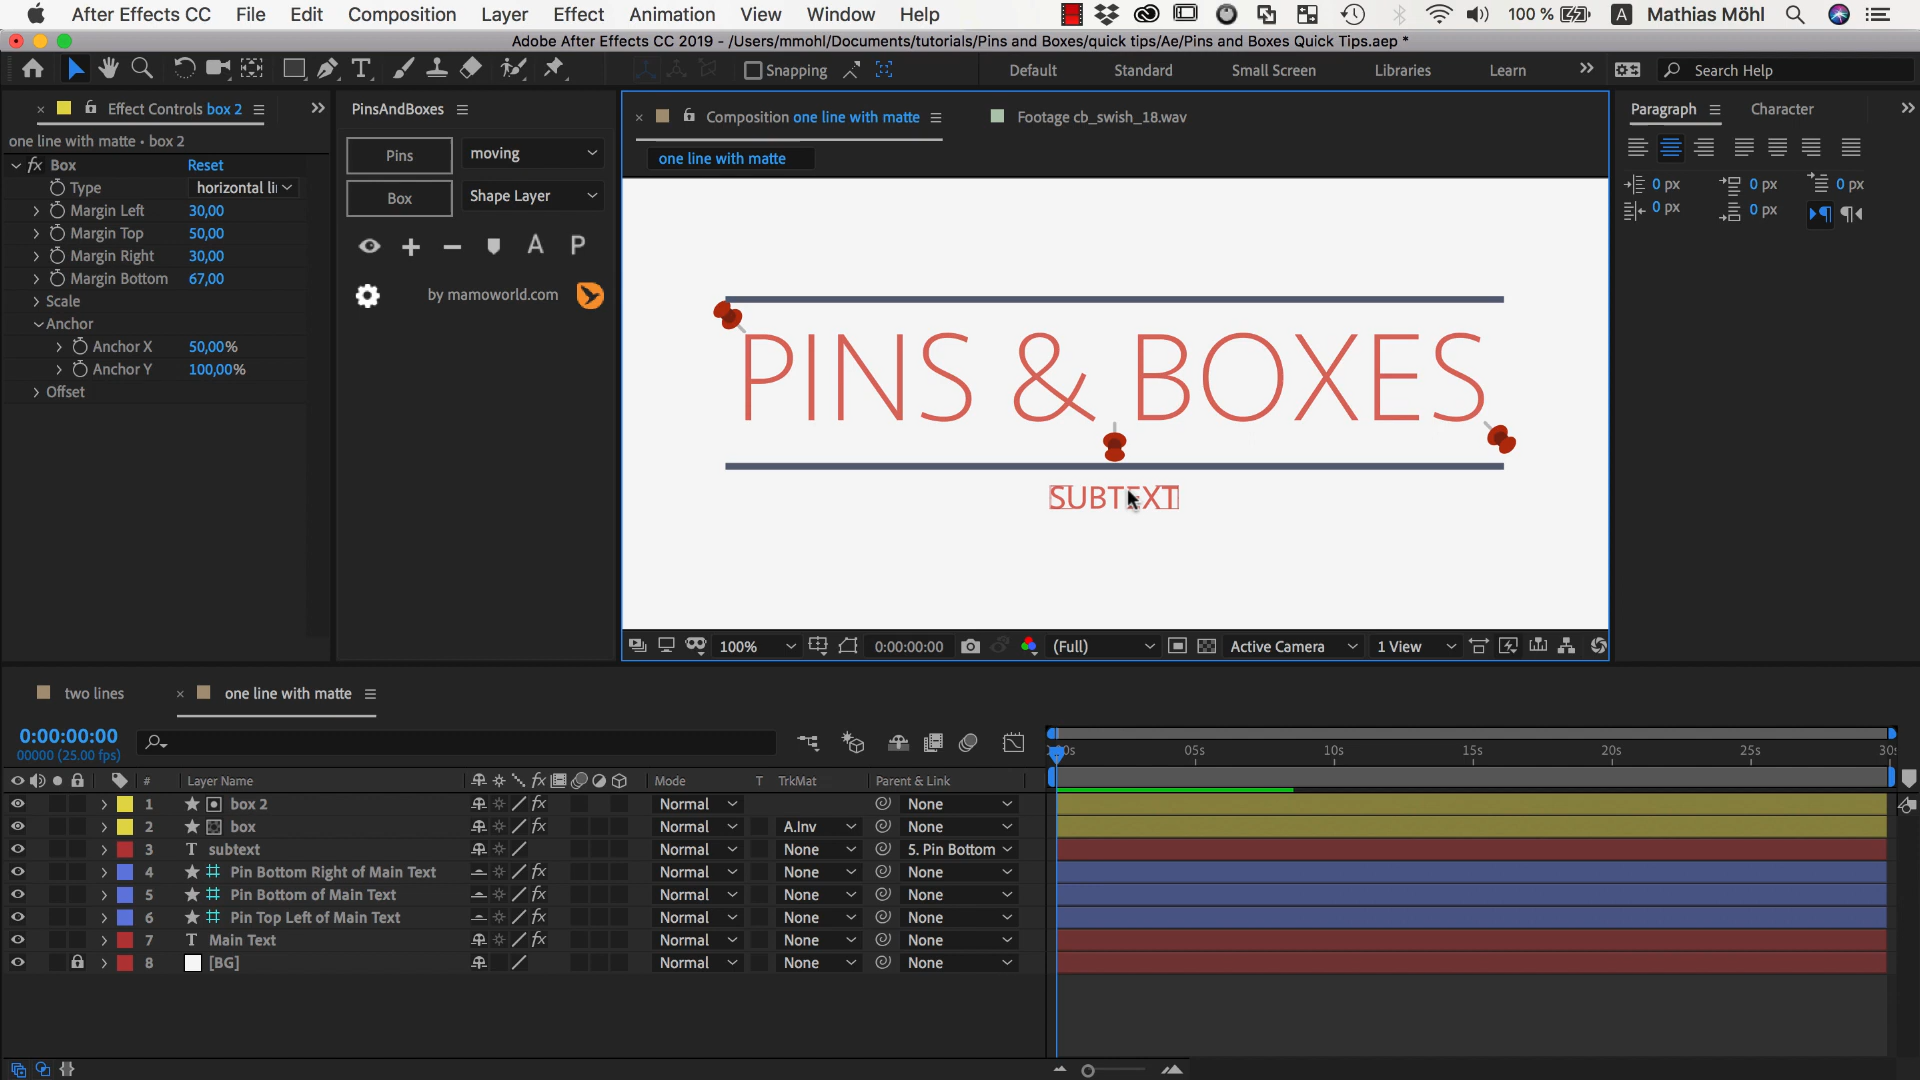 After Effects CC File Edit Composition Layer Effect Animation View Window Help 100 % A Mathias Möhl
Adobe After Effects CC 2019 - /Users/mmohl/Documents/tutorials/Pins and Boxes/quick tips/Ae/Pins and Boxes Quick Tips.aep *
Snapping Default Standard Small Screen Libraries Learn Search Help
Effect Controls box 2
one line with matte • box 2
fx Box Reset
Type horizontal li
Margin Left 30,00
Margin Top 50,00
Margin Right 30,00
Margin Bottom 67,00
Scale
Anchor
Anchor X 50,00%
Anchor Y 100,00%
Offset
PinsAndBoxes
Pins moving
Box Shape Layer
A P
by mamoworld.com
Composition one line with matte Footage cb_swish_18.wav
one line with matte
PINS & BOXES
SUBTEXT
100% 0:00:00:00 (Full) Active Camera 1 View
Paragraph Character
0 px 0 px 0 px
0 px 0 px
two lines one line with matte
0:00:00:00
00000 (25.00 fps)
0s 05s 10s 15s 20s 25s 30s
# Layer Name fx Mode T TrkMat Parent & Link
1 box 2 fx Normal None
2 box fx Normal A.Inv None
3 T subtext Normal None 5. Pin Bottom
4 Pin Bottom Right of Main Text fx Normal None None
5 Pin Bottom of Main Text fx Normal None None
6 Pin Top Left of Main Text fx Normal None None
7 T Main Text fx Normal None None
8 [BG] Normal None None